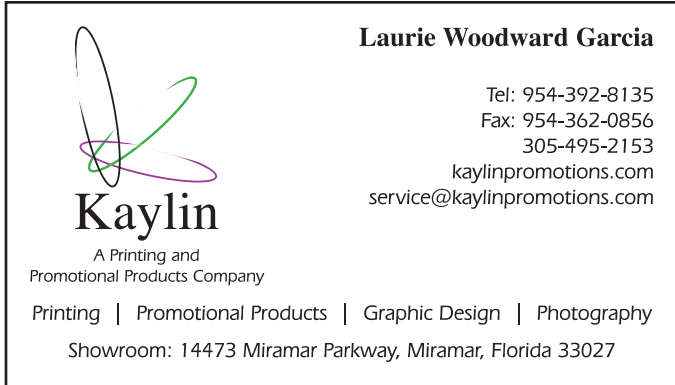 Laurie Woodward Garcia
Tel: 954-392-8135
Fax: 954-362-0856
305-495-2153
kaylinpromotions.com
service@kaylinpromotions.com
Kaylin
A Printing and
Promotional Products Company
Printing | Promotional Products | Graphic Design | Photography
Showroom: 14473 Miramar Parkway, Miramar, Florida 33027